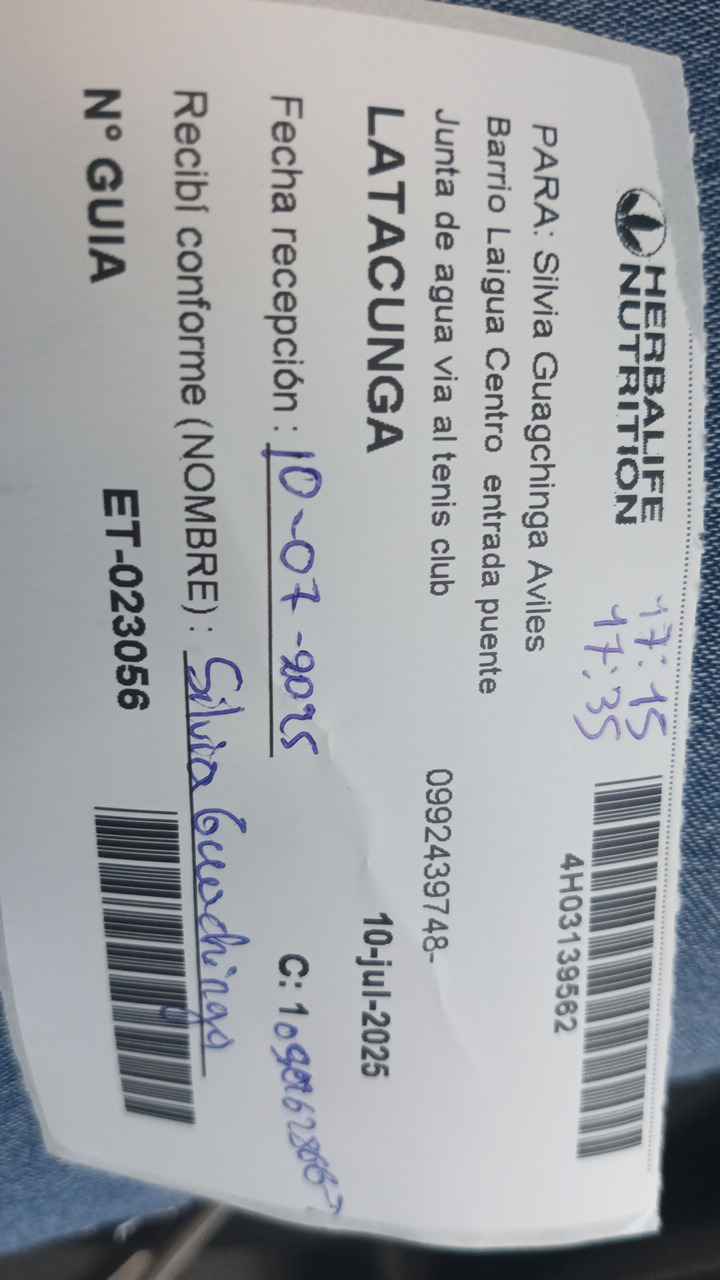 HERBALIFE
NUTRITION
17:15
17:35
4H03139562
PARA: Silvia Guagchinga Aviles
Barrio Laigua Centro entrada puente
Junta de agua via al tenis club
0992439748-
LATACUNGA
10-jul-2025
Fecha recepción : 10-07-2025
C: 1
Recibí conforme (NOMBRE) : Silvia
N° GUIA
ET-023056